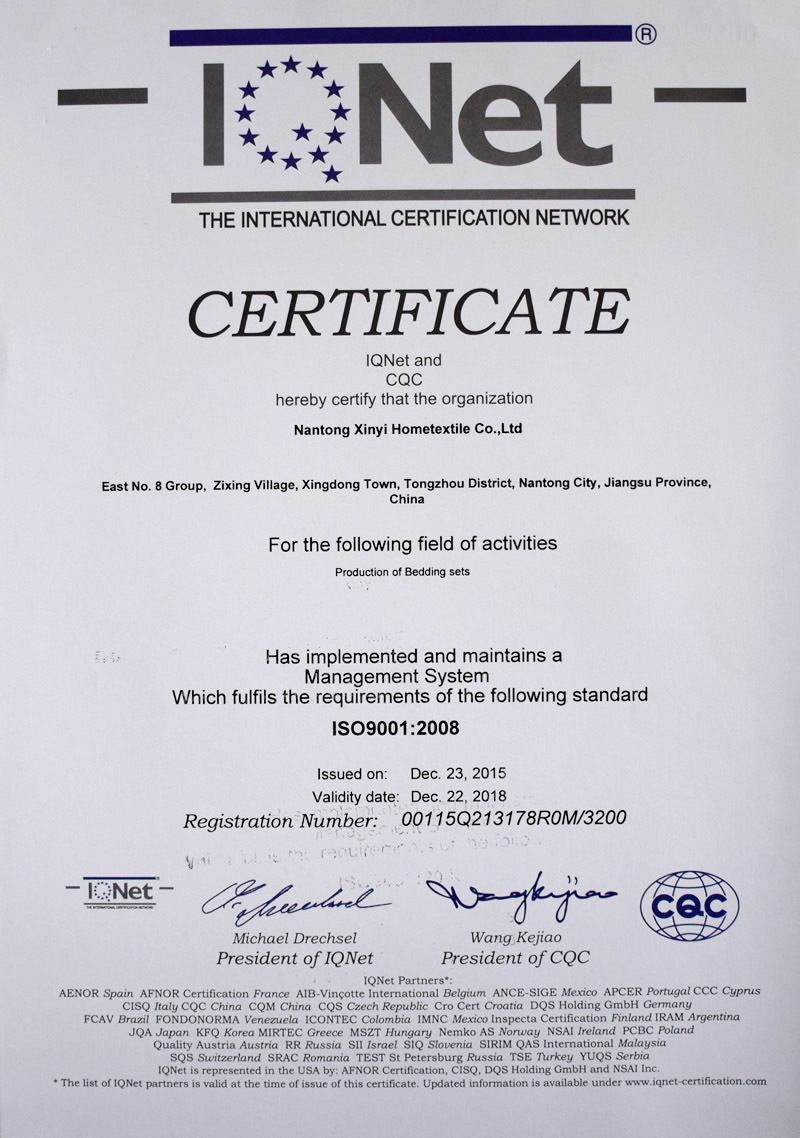 IQNet ®
THE INTERNATIONAL CERTIFICATION NETWORK
CERTIFICATE
IQNet and
CQC
hereby certify that the organization
Nantong Xinyi Hometextile Co.,Ltd
East No. 8 Group, Zixing Village, Xingdong Town, Tongzhou District, Nantong City, Jiangsu Province,
China
For the following field of activities
Production of Bedding sets
Has implemented and maintains a
Management System
Which fulfils the requirements of the following standard
ISO9001:2008
Issued on: Dec. 23, 2015
Validity date: Dec. 22, 2018
Registration Number: 00115Q213178R0M/3200
IQNet
THE INTERNATIONAL CERTIFICATION NETWORK
CQC
Michael Drechsel
Wang Kejiao
President of IQNet
President of CQC
IQNet Partners*:
AENOR Spain AFNOR Certification France AIB-Vinçotte International Belgium ANCE-SIGE Mexico APCER Portugal CCC Cyprus
CISQ Italy CQC China CQM China CQS Czech Republic Cro Cert Croatia DQS Holding GmbH Germany
FCAV Brazil FONDONORMA Venezuela ICONTEC Colombia IMNC Mexico Inspecta Certification Finland IRAM Argentina
JQA Japan KFQ Korea MIRTEC Greece MSZT Hungary Nemko AS Norway NSAI Ireland PCBC Poland
Quality Austria Austria RR Russia SII Israel SIQ Slovenia SIRIM QAS International Malaysia
SQS Switzerland SRAC Romania TEST St Petersburg Russia TSE Turkey YUQS Serbia
IQNet is represented in the USA by: AFNOR Certification, CISQ, DQS Holding GmbH and NSAI Inc.
* The list of IQNet partners is valid at the time of issue of this certificate. Updated information is available under www.iqnet-certification.com